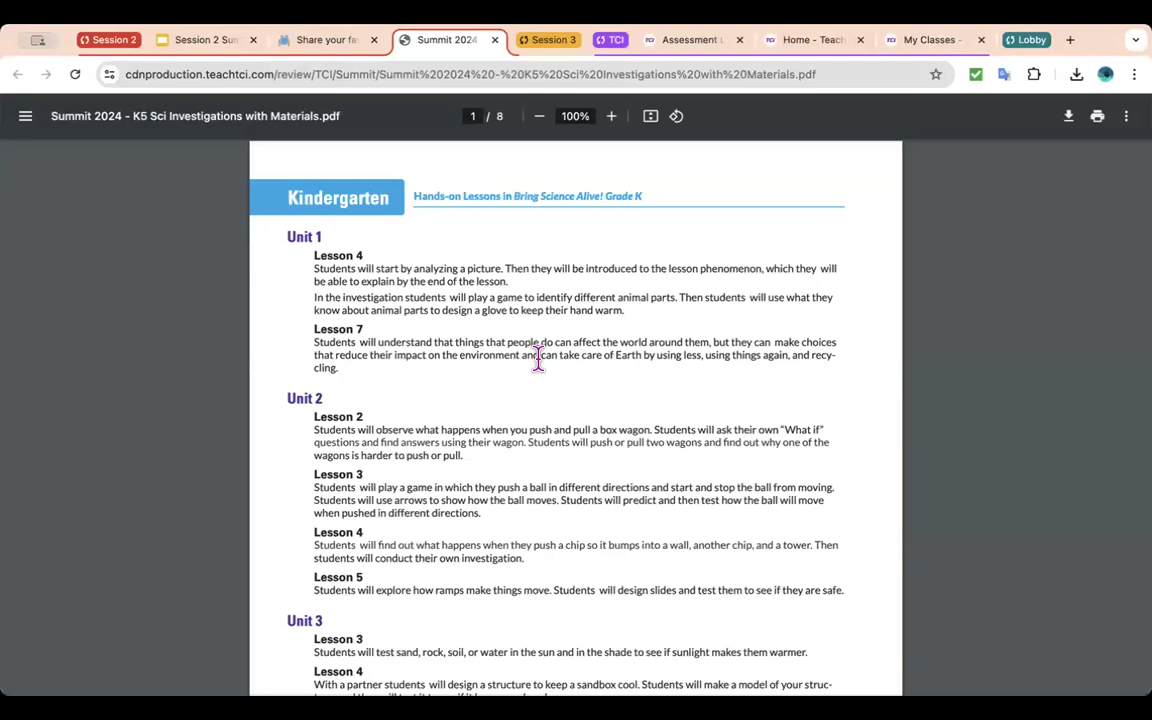 Session 2
Session 2 Sum
Share your fav
Summit 2024
Session 3
TCI
Assessment L
Home - Teach
My Classes -
Lobby
cdnproduction.teachtci.com/review/TCI/Summit/Summit%202024%20-%20K5%20Sci%20Investigations%20with%20Materials.pdf
Summit 2024 - K5 Sci Investigations with Materials.pdf
1 / 8
100%
Kindergarten
Hands-on Lessons in Bring Science Alive! Grade K
Unit 1
Lesson 4
Students will start by analyzing a picture. Then they will be introduced to the lesson phenomenon, which they will
be able to explain by the end of the lesson.
In the investigation students will play a game to identify different animal parts. Then students will use what they
know about animal parts to design a glove to keep their hand warm.
Lesson 7
Students will understand that things that people do can affect the world around them, but they can make choices
that reduce their impact on the environment and can take care of Earth by using less, using things again, and recy-
cling.
Unit 2
Lesson 2
Students will observe what happens when you push and pull a box wagon. Students will ask their own "What if"
questions and find answers using their wagon. Students will push or pull two wagons and find out why one of the
wagons is harder to push or pull.
Lesson 3
Students will play a game in which they push a ball in different directions and start and stop the ball from moving.
Students will use arrows to show how the ball moves. Students will predict and then test how the ball will move
when pushed in different directions.
Lesson 4
Students will find out what happens when they push a chip so it bumps into a wall, another chip, and a tower. Then
students will conduct their own investigation.
Lesson 5
Students will explore how ramps make things move. Students will design slides and test them to see if they are safe.
Unit 3
Lesson 3
Students will test sand, rock, soil, or water in the sun and in the shade to see if sunlight makes them warmer.
Lesson 4
With a partner students will design a structure to keep a sandbox cool. Students will make a model of your struc-